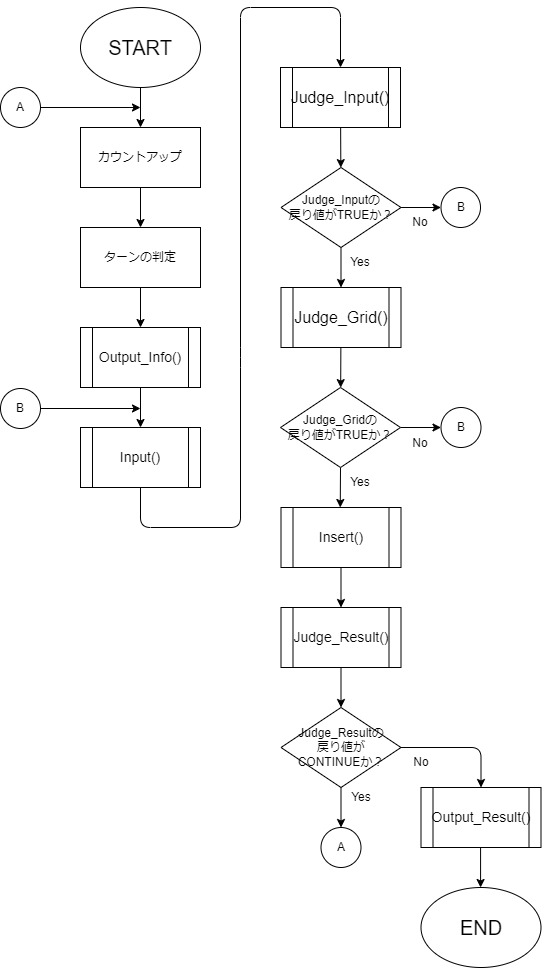 START
A
カウントアップ
ターンの判定
Output_Info()
B
Input()
Judge_Input()
Judge_Inputの
戻り値がTRUEか？
No
B
Yes
Judge_Grid()
Judge_Gridの
戻り値がTRUEか？
No
B
Yes
Insert()
Judge_Result()
Judge_Resultの
戻り値が
CONTINUEか？
No
Yes
A
Output_Result()
END